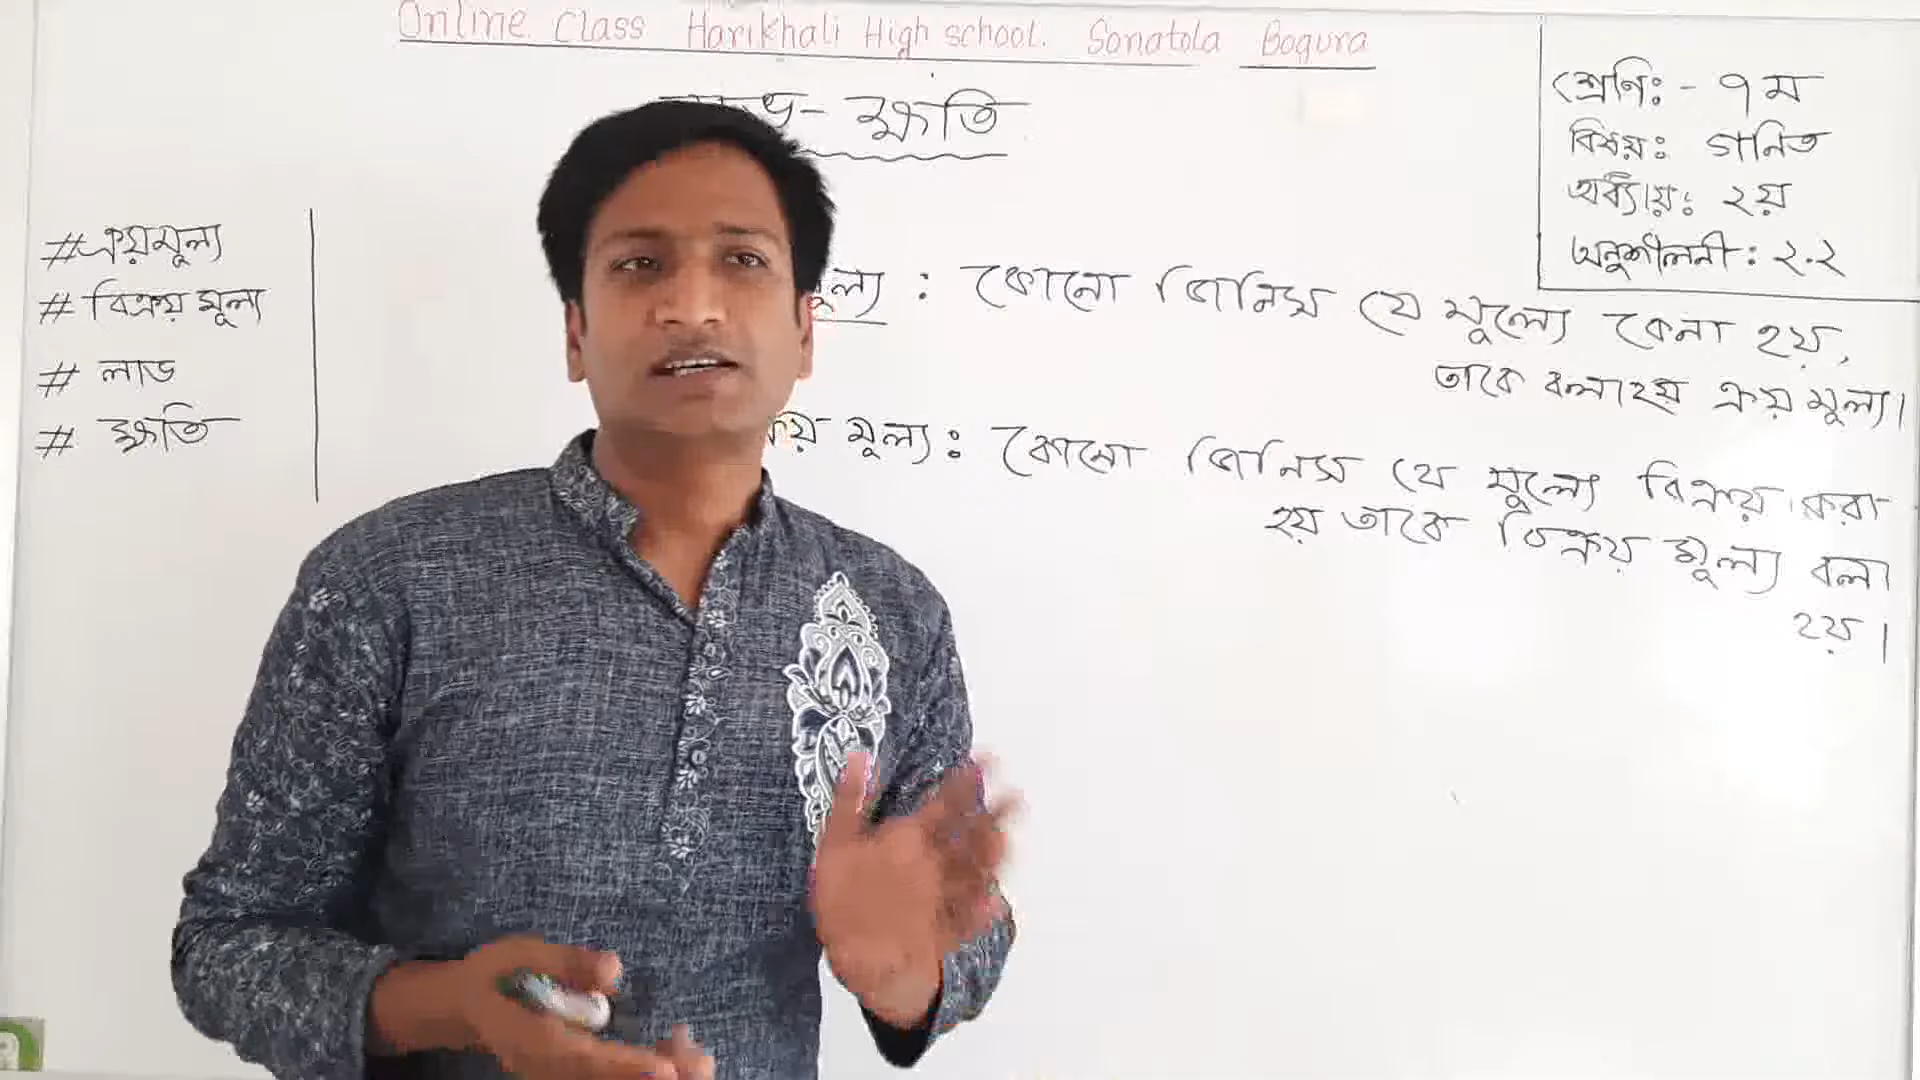 Online Class Harikhali High school. Sonatola Bogura
- ক্ষতি
শ্রেণিঃ - ৭ম
বিষয়ঃ গনিত
অধ্যায়ঃ ২য়
অনুশীলনী : ২.২
#ক্রয়মূল্য
# বিক্রয় মূল্য
# লাভ
# ক্ষতি
মূল্য : কোনো জিনিস যে মূল্যে কেনা হয়,
তাকে বলা হয় ক্রয় মূল্য।
মূল্য ঃ কোনো জিনিস যে মূল্যে বিক্রয় করা
হয় তাকে বিক্রয় মূল্য বলা
হয়।